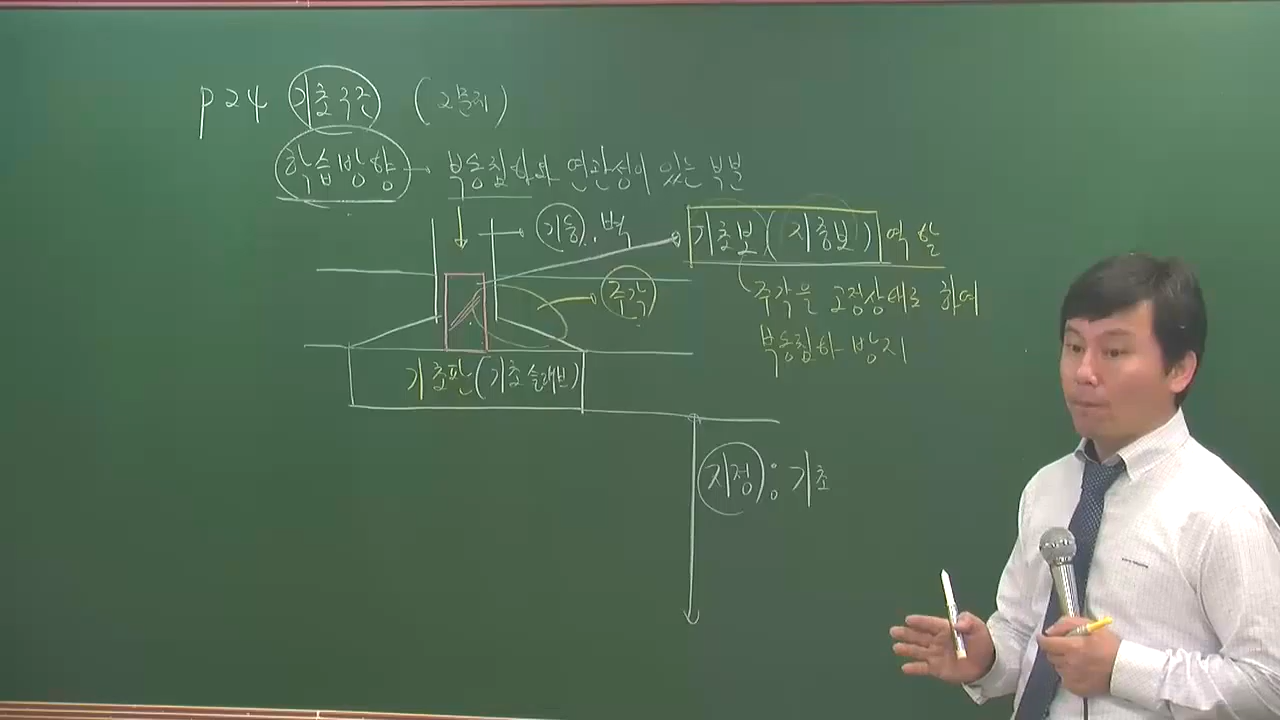 p 24 기초구조 (2문제)
학습방향 → 부동침하와 연관성이 있는 부분
기둥, 벽
기초보(지중보) 역할
주각
주각을 고정상태로 하여
부동침하 방지
기초판(기초슬래브)
지정 : 기초